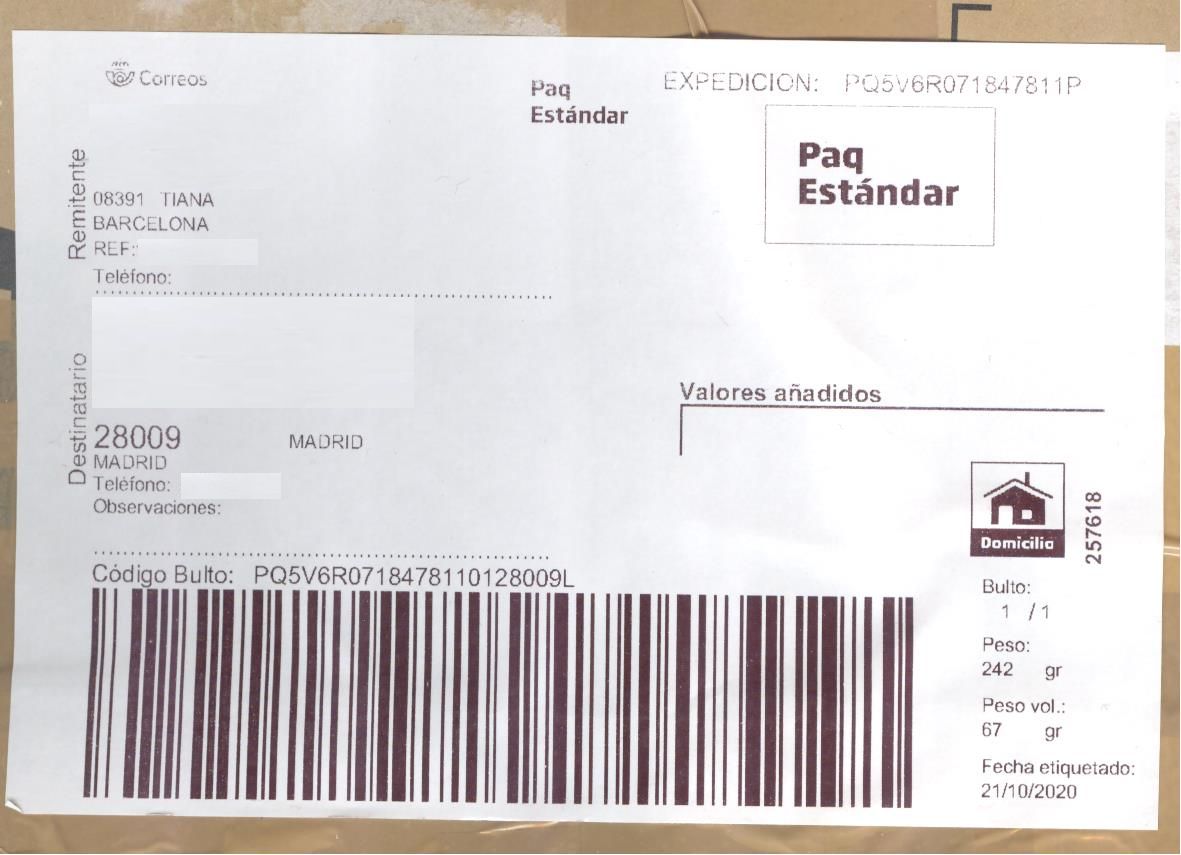 Correos
Paq
Estándar
EXPEDICION: PQ5V6R071847811P
Paq
Estándar
Remitente
08391 TIANA
BARCELONA
REF:
Teléfono:
Destinatario
28009 MADRID
MADRID
Teléfono:
Observaciones:
Valores añadidos
Domicilio
257618
Código Bulto: PQ5V6R0718478110128009L
Bulto:
1 / 1
Peso:
242 gr
Peso vol.:
67 gr
Fecha etiquetado:
21/10/2020